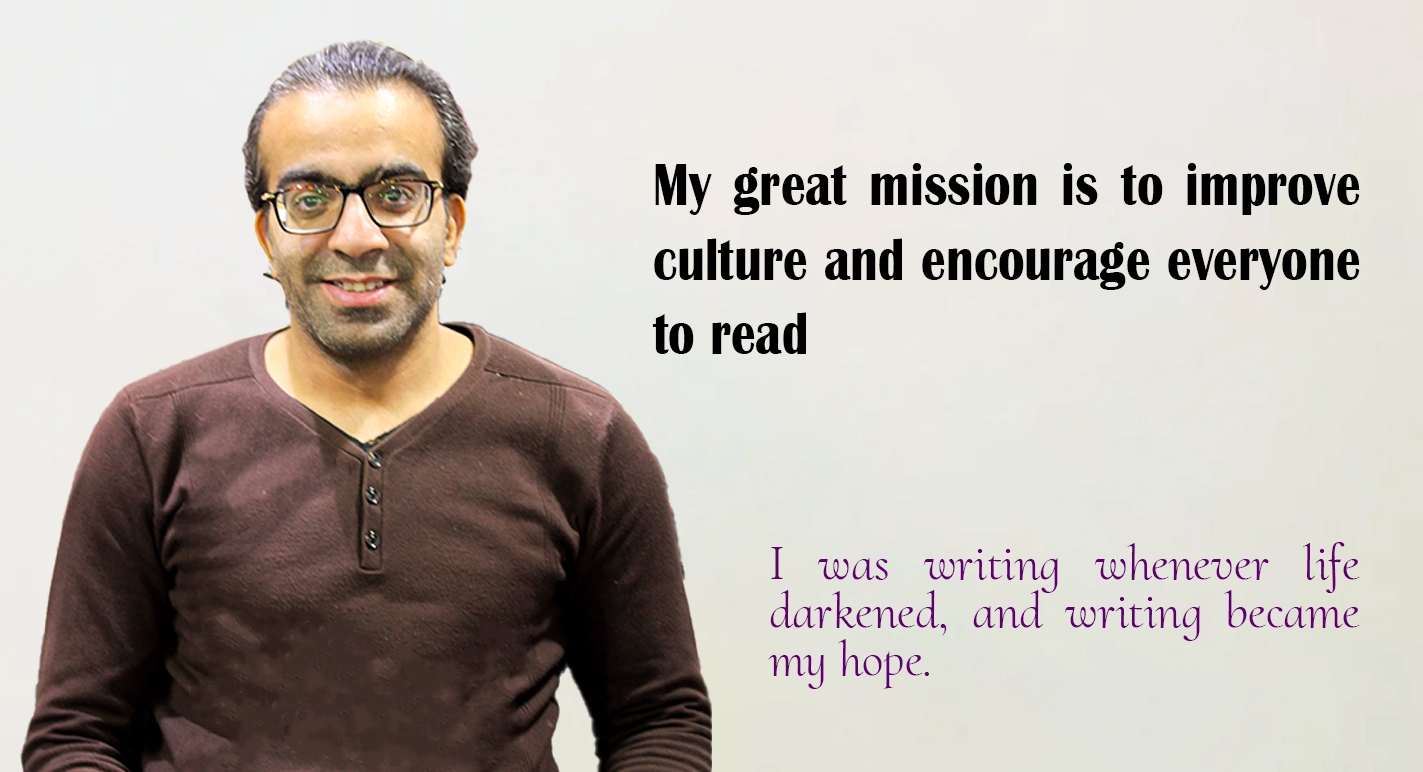 My great mission is to improve
culture and encourage everyone
to read
I was writing whenever life
darkened, and writing became
my hope.